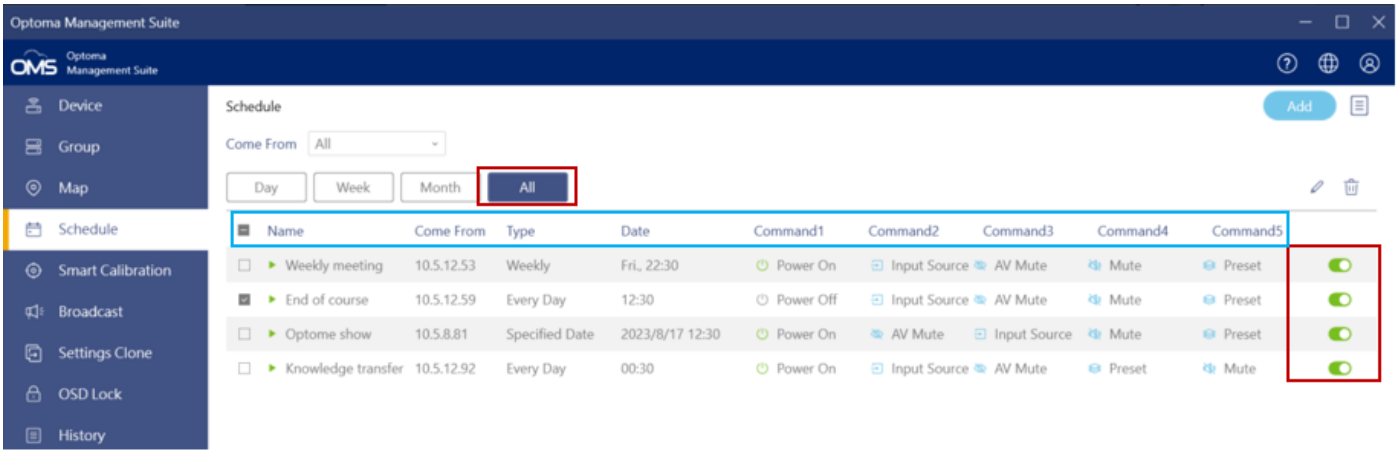 Optoma Management Suite
OMS Optoma Management Suite
Device
Group
Map
Schedule
Smart Calibration
Broadcast
Settings Clone
OSD Lock
History
Schedule Add
Come From All
Day Week Month All
Name Come From Type Date Command1 Command2 Command3 Command4 Command5
Weekly meeting 10.5.12.53 Weekly Fri., 22:30 Power On Input Source AV Mute Mute Preset
End of course 10.5.12.59 Every Day 12:30 Power Off Input Source AV Mute Mute Preset
Optome show 10.5.8.81 Specified Date 2023/8/17 12:30 Power On AV Mute Input Source Mute Preset
Knowledge transfer 10.5.12.92 Every Day 00:30 Power On Input Source AV Mute Preset Mute